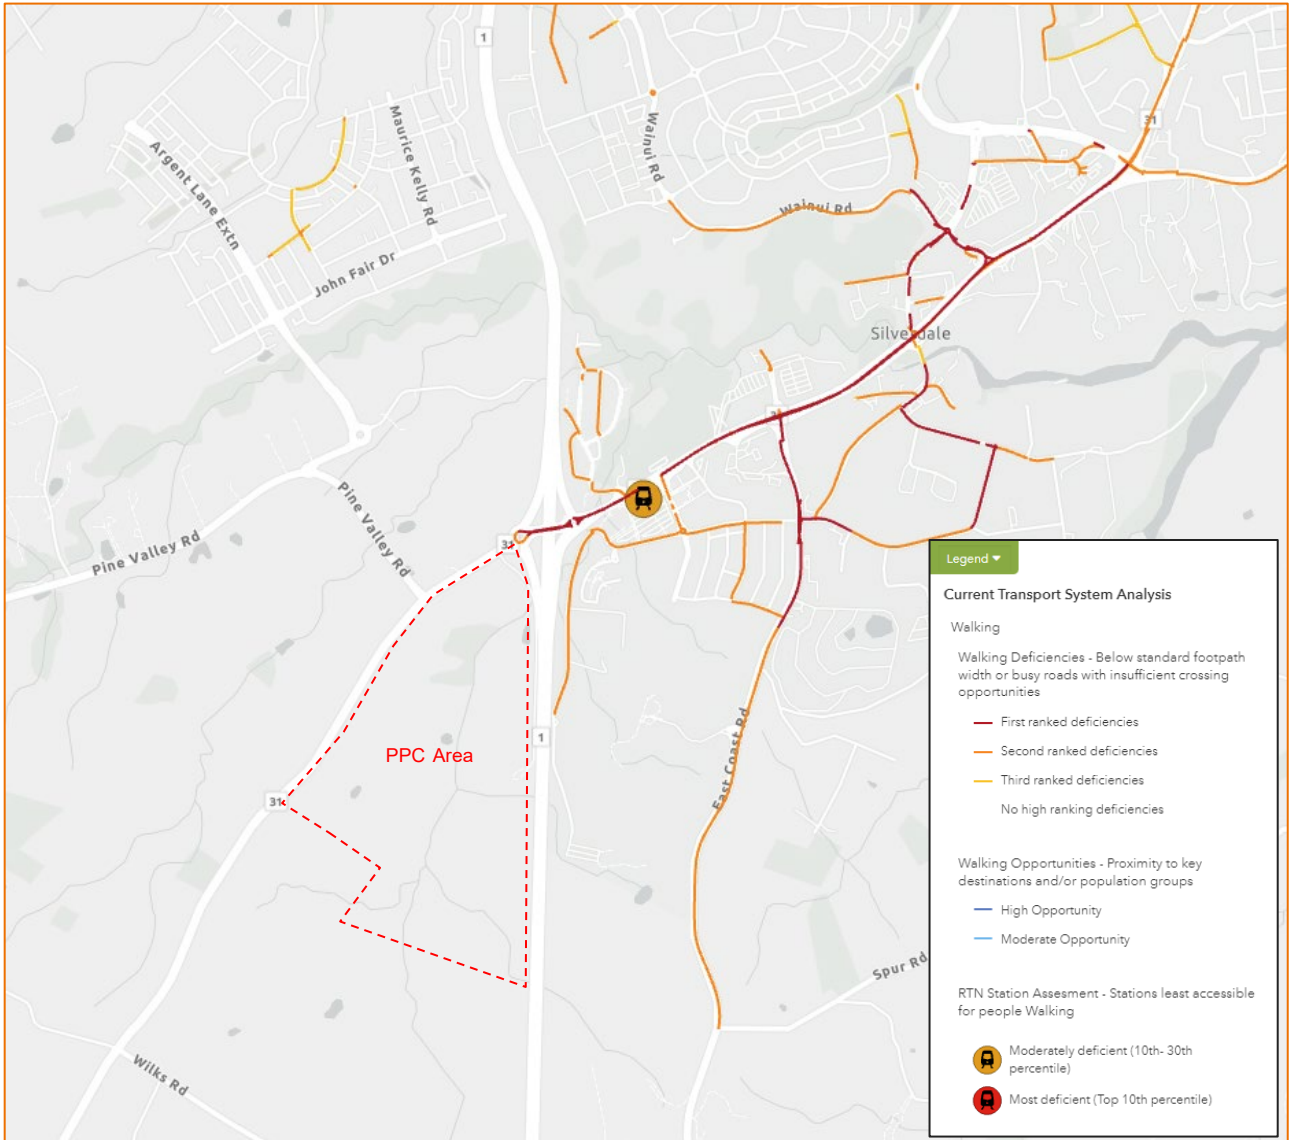 1
31
Wainui Rd
Maurice Kelly Rd
Argent Lane Extn
Wainui Rd
John Fair Dr
Silverdale
31
Pine Valley Rd
Pine Valley Rd
1
PPC Area
31
East Coast Rd
Spur Rd
Wilks Rd
Legend
Current Transport System Analysis
Walking
Walking Deficiencies - Below standard footpath
width or busy roads with insufficient crossing
opportunities
First ranked deficiencies
Second ranked deficiencies
Third ranked deficiencies
No high ranking deficiencies
Walking Opportunities - Proximity to key
destinations and/or population groups
High Opportunity
Moderate Opportunity
RTN Station Assesment - Stations least accessible
for people Walking
Moderately deficient (10th- 30th
percentile)
Most deficient (Top 10th percentile)